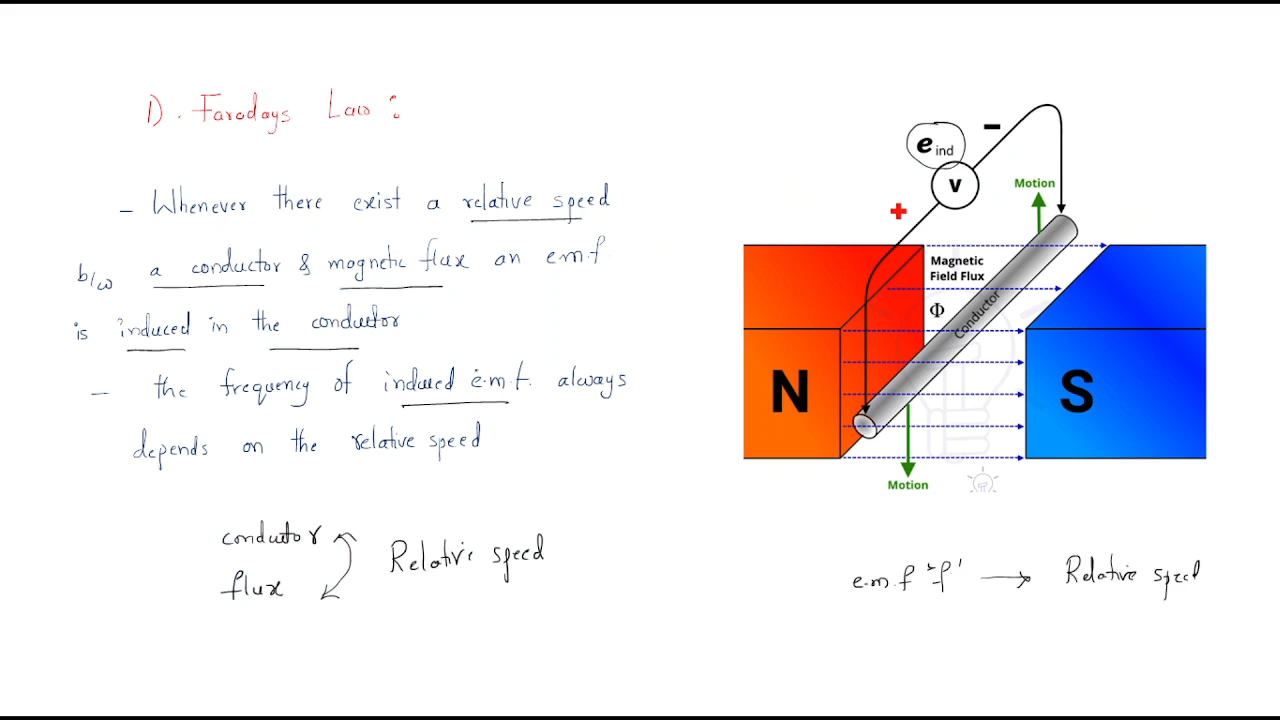 1). Faradays Law :
- Whenever there exist a relative speed
b/w a conductor & magnetic flux an e.m.f
is induced in the conductor
- the frequency of induced e.m.f. always
depends on the relative speed
conductor
flux
Relative speed
e ind
V
-
+
Motion
Magnetic
Field Flux
Φ
Conductor
N
S
Motion
e.m.f 'f' → Relative speed